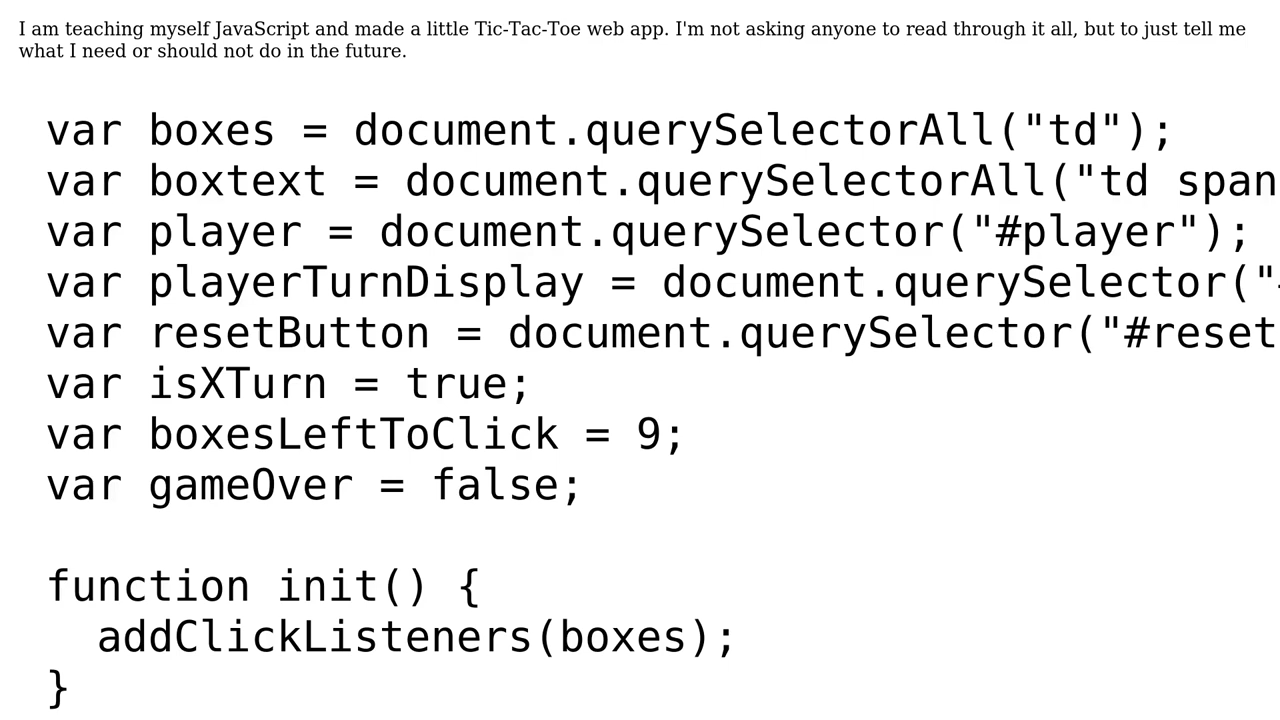 I am teaching myself JavaScript and made a little Tic-Tac-Toe web app. I'm not asking anyone to read through it all, but to just tell me
what I need or should not do in the future.
var boxes = document.querySelectorAll("td");
var boxtext = document.querySelectorAll("td span
var player = document.querySelector("#player");
var playerTurnDisplay = document.querySelector("
var resetButton = document.querySelector("#reset
var isXTurn = true;
var boxesLeftToClick = 9;
var gameOver = false;
function init() {
  addClickListeners(boxes);
}